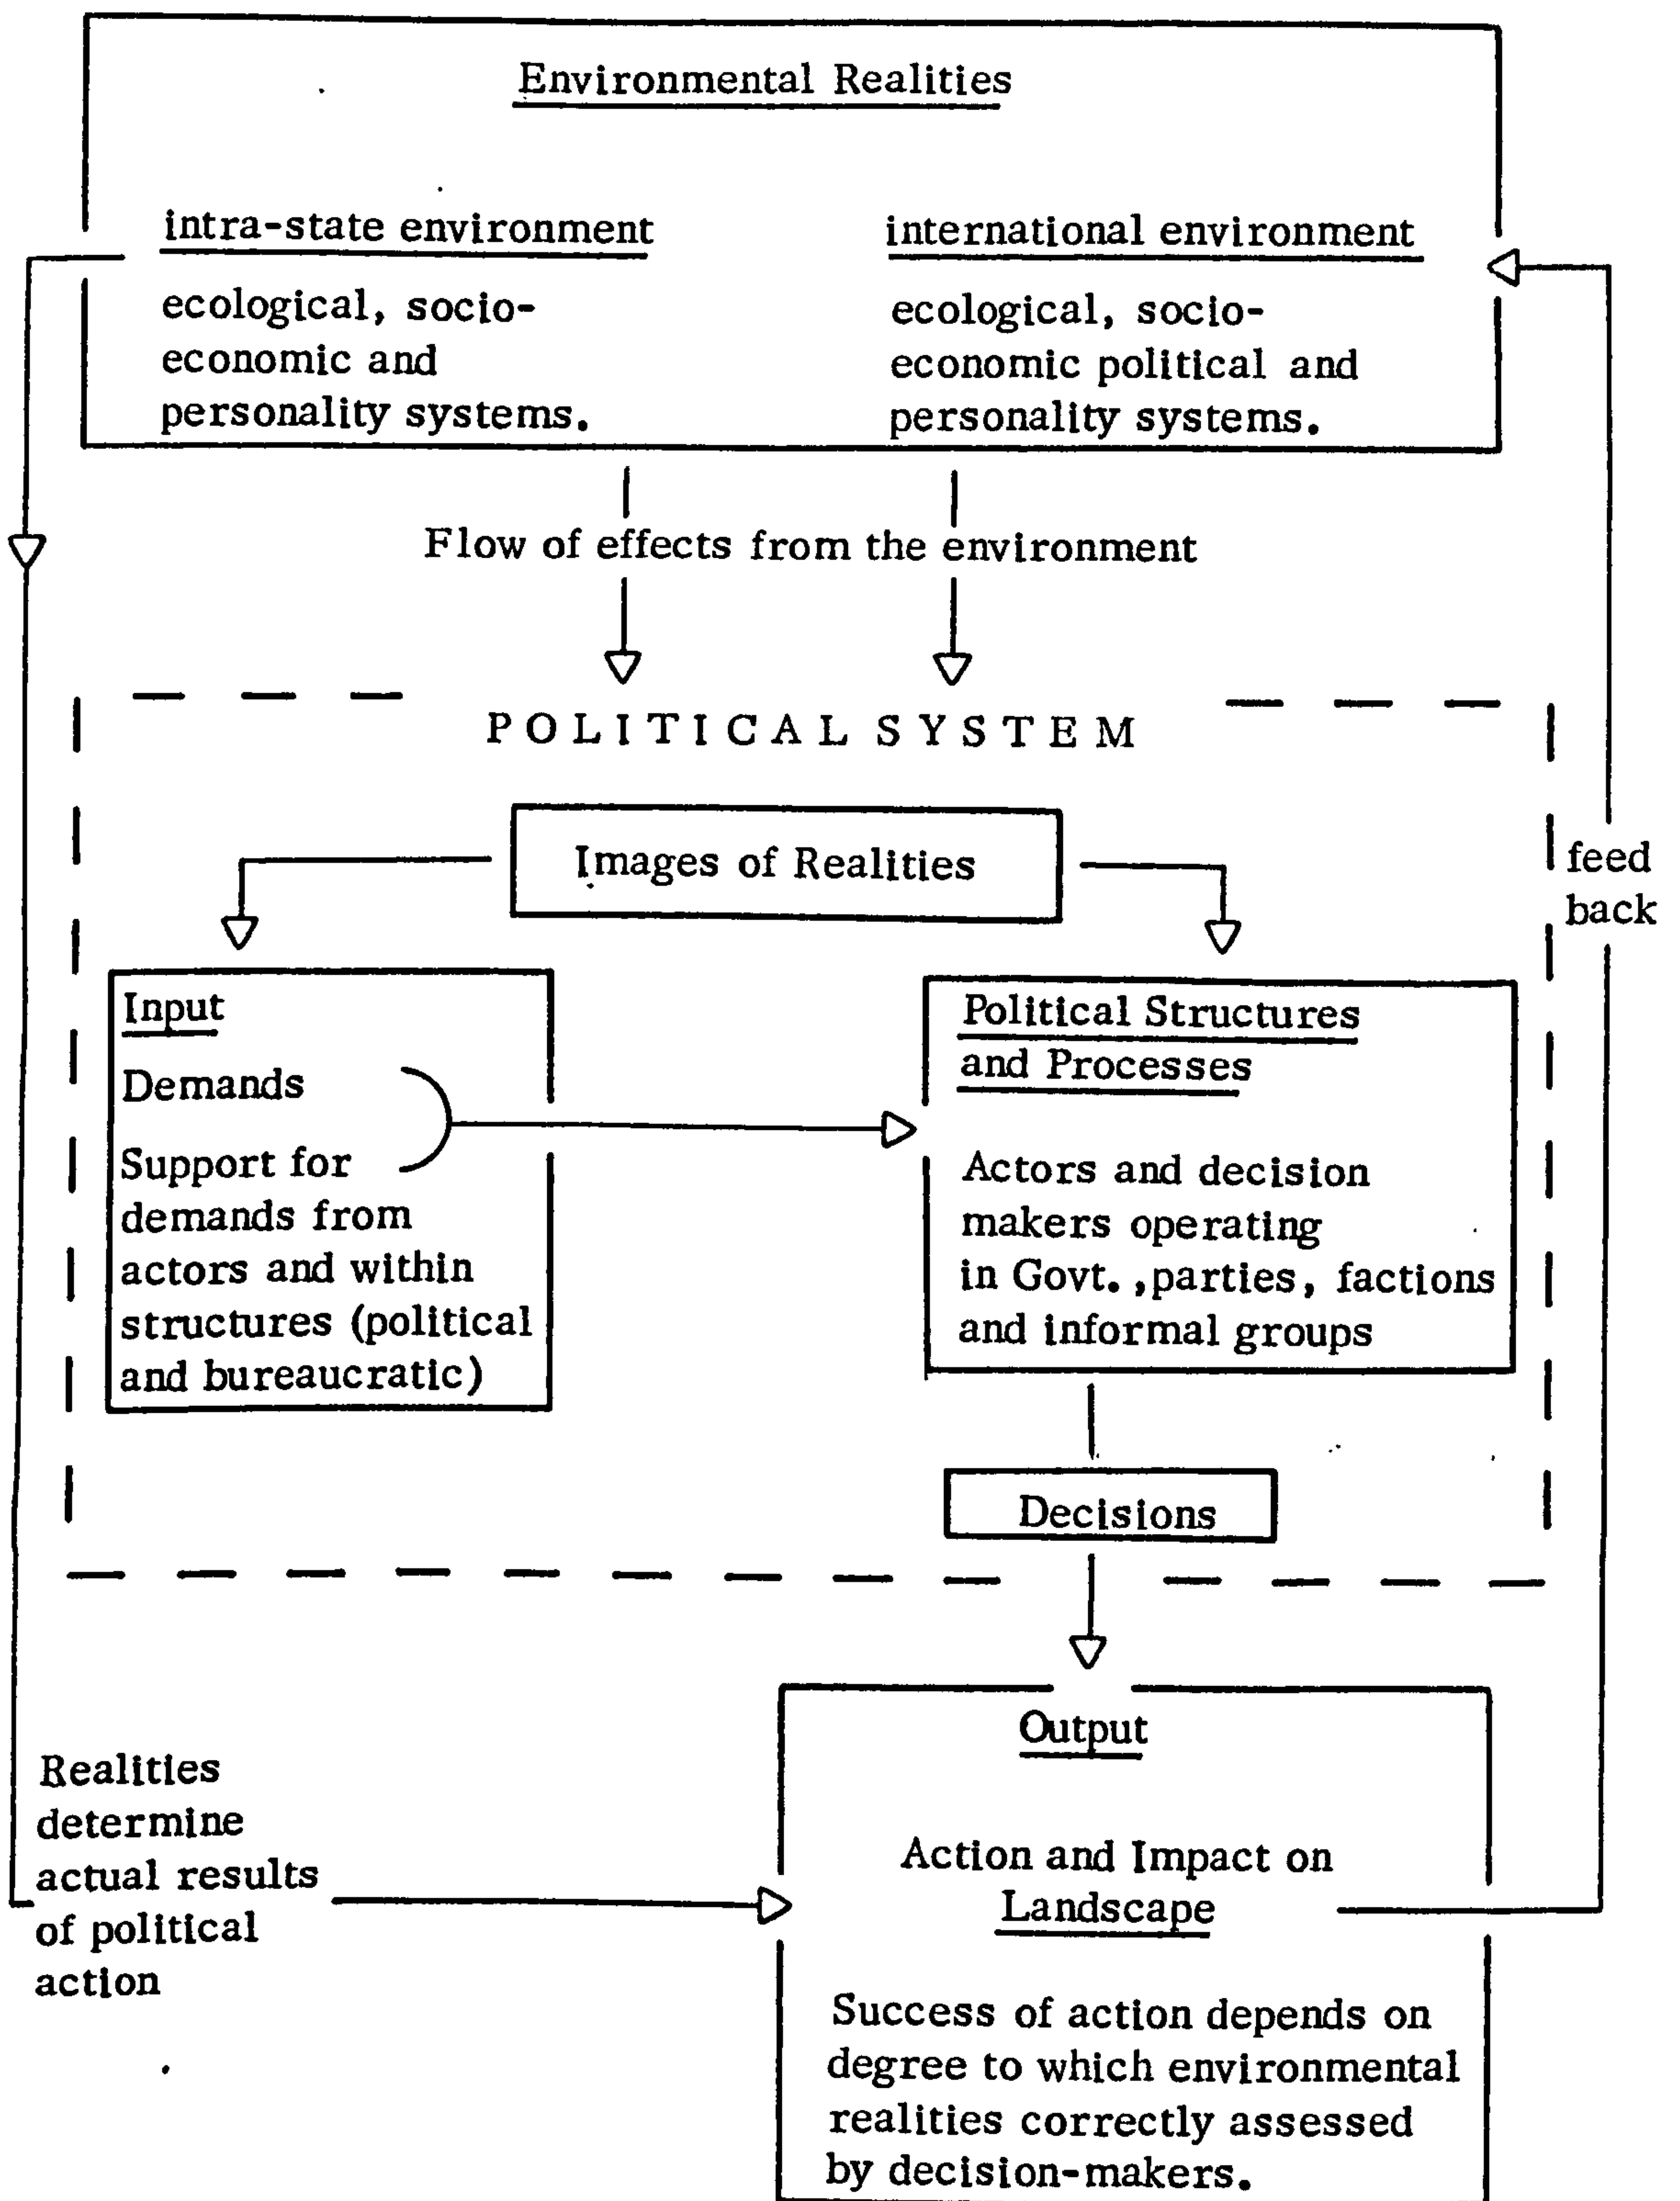 Environmental Realities
intra-state environment
ecological, socio-
economic and
personality systems.
international environment
ecological, socio-
economic political and
personality systems.
Flow of effects from the environment
POLITICAL SYSTEM
Images of Realities
feed
back
Input
Demands
Support for
demands from
actors and within
structures (political
and bureaucratic)
Political Structures
and Processes
Actors and decision
makers operating
in Govt. ,parties, factions
and informal groups
Decisions
Realities
determine
actual results
of political
action
Output
Action and Impact on
Landscape
Success of action depends on
degree to which environmental
realities correctly assessed
by decision-makers.